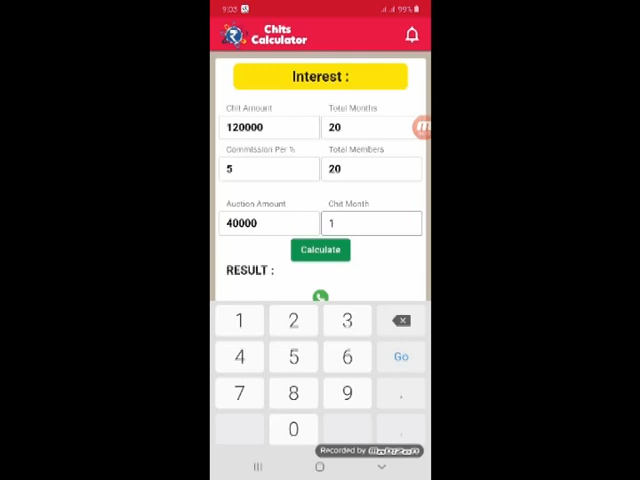 9:03
99%
Chits
Calculator
Interest :
Chit Amount Total Months
120000 20
Commission Per % Total Members
5 20
Auction Amount Chit Month
40000 1
Calculate
RESULT :
1 2 3
4 5 6 Go
7 8 9 .
0 ,
Recorded by